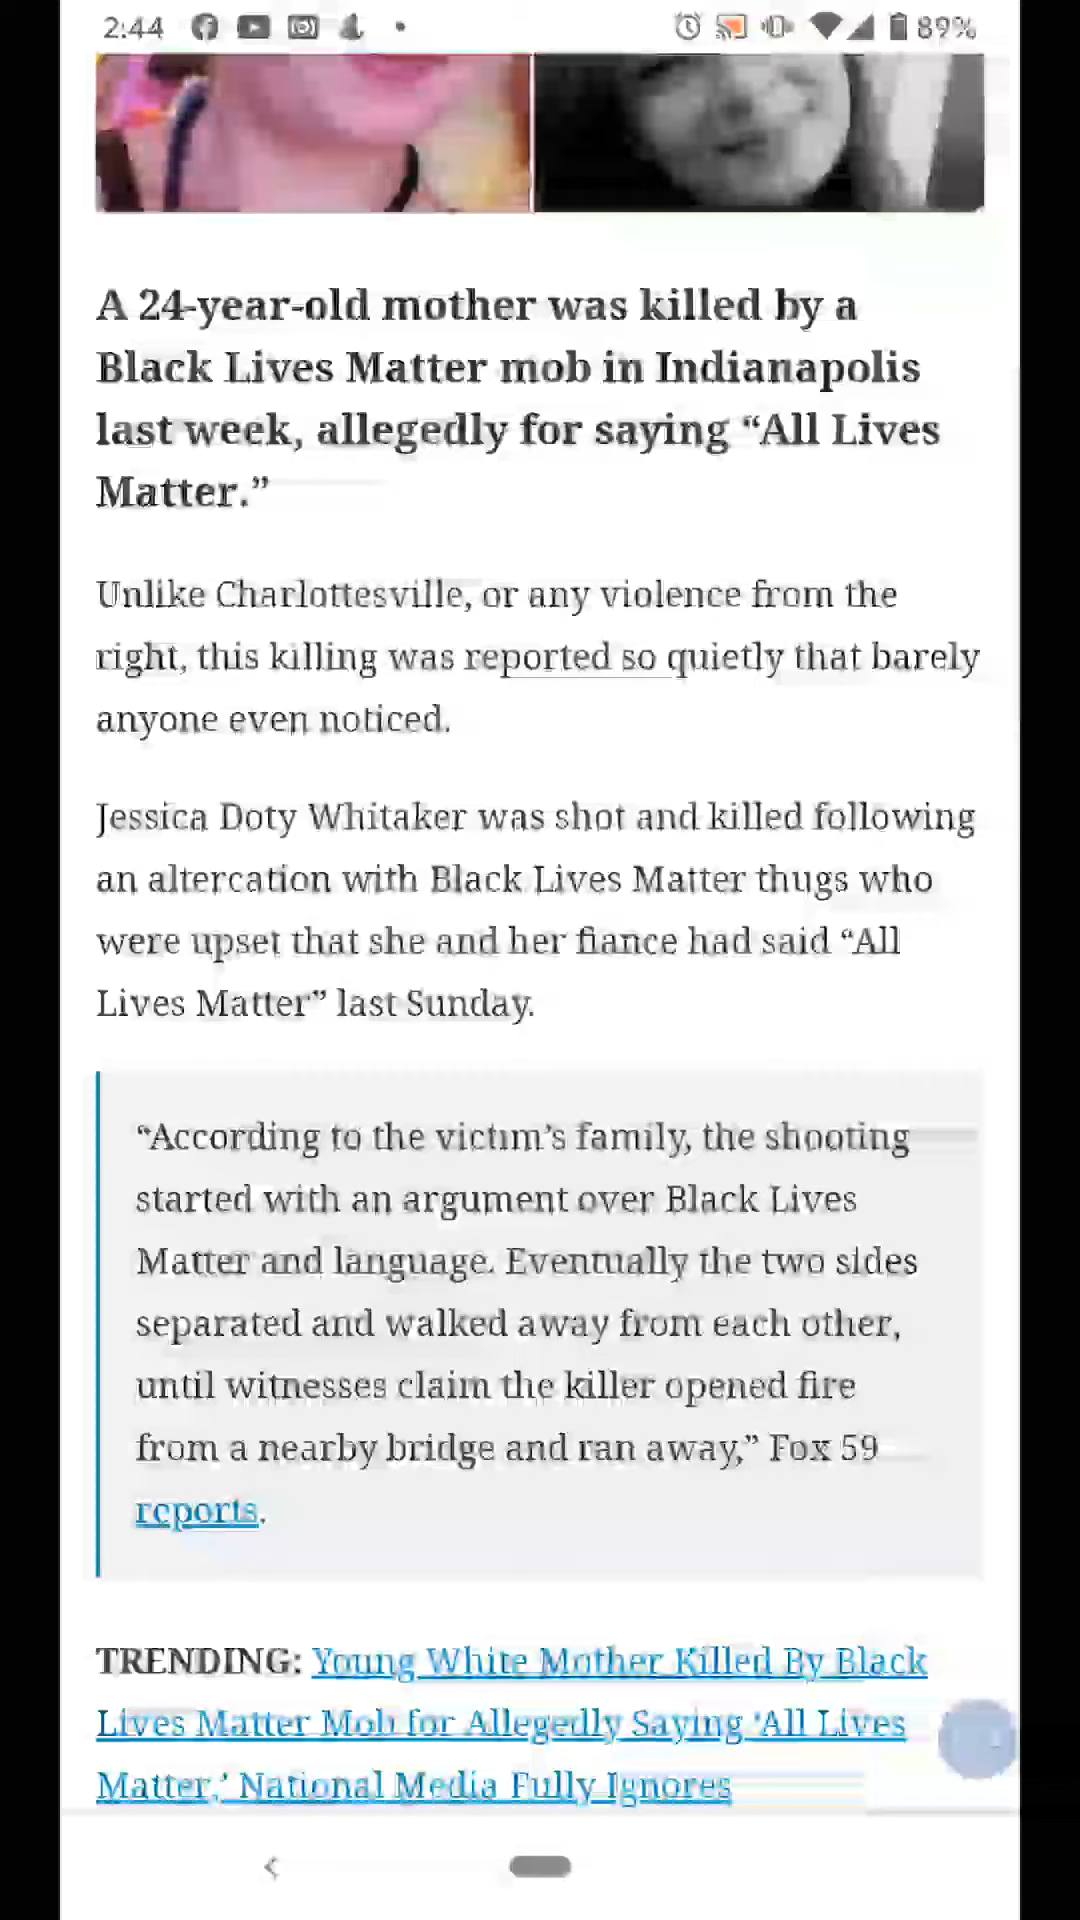 2:44
89%
A 24-year-old mother was killed by a
Black Lives Matter mob in Indianapolis
last week, allegedly for saying “All Lives
Matter.”
Unlike Charlottesville, or any violence from the
right, this killing was reported so quietly that barely
anyone even noticed.
Jessica Doty Whitaker was shot and killed following
an altercation with Black Lives Matter thugs who
were upset that she and her fiance had said “All
Lives Matter” last Sunday.
“According to the victim’s family, the shooting
started with an argument over Black Lives
Matter and language. Eventually the two sides
separated and walked away from each other,
until witnesses claim the killer opened fire
from a nearby bridge and ran away,” Fox 59
reports.
TRENDING: Young White Mother Killed By Black
Lives Matter Mob for Allegedly Saying ‘All Lives
Matter,’ National Media Fully Ignores